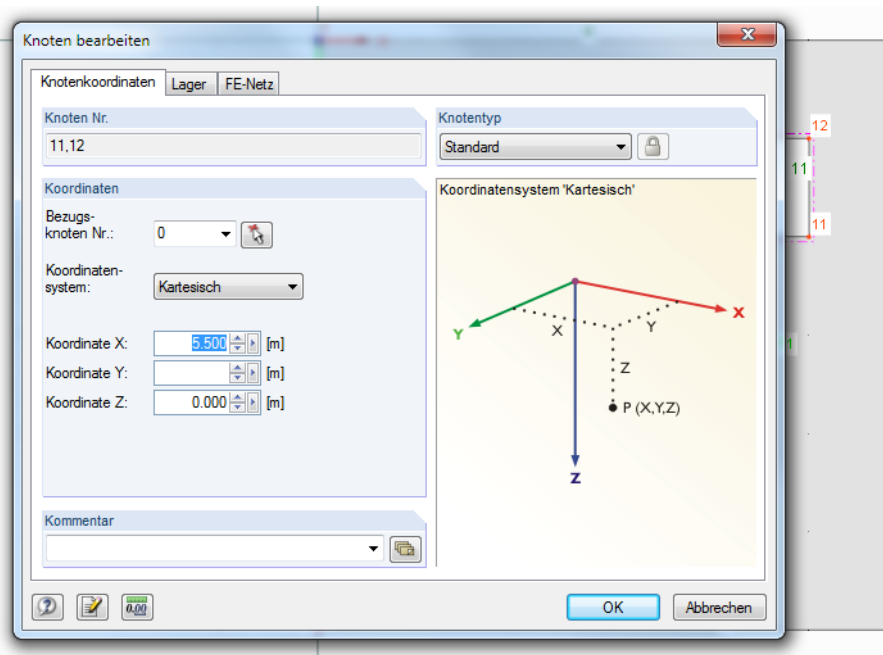 Knoten bearbeiten
Knotenkoordinaten Lager FE-Netz
Knoten Nr.
11,12
Knotentyp
Standard
Koordinaten
Bezugs-
knoten Nr.: 0
Koordinaten-
system: Kartesisch
Koordinate X: 5.500 [m]
Koordinate Y: [m]
Koordinate Z: 0.000 [m]
Kommentar
Koordinatensystem 'Kartesisch'
X
Y
X
Y
Z
P (X,Y,Z)
Z
0.00
OK Abbrechen
12
11
11
1